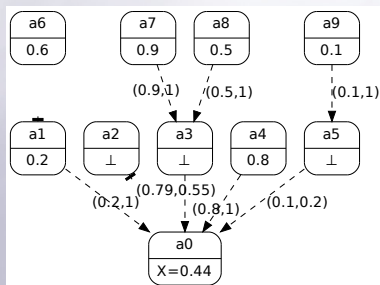 a6
0.6
a7
0.9
a8
0.5
a9
0.1
(0.9,1)
(0.5,1)
(0.1,1)
a1
0.2
a2
⊥
a3
⊥
a4
0.8
a5
⊥
(0.2,1)
(0.79,0.55)
(0.8,1)
(0.1,0.2)
a0
X=0.44